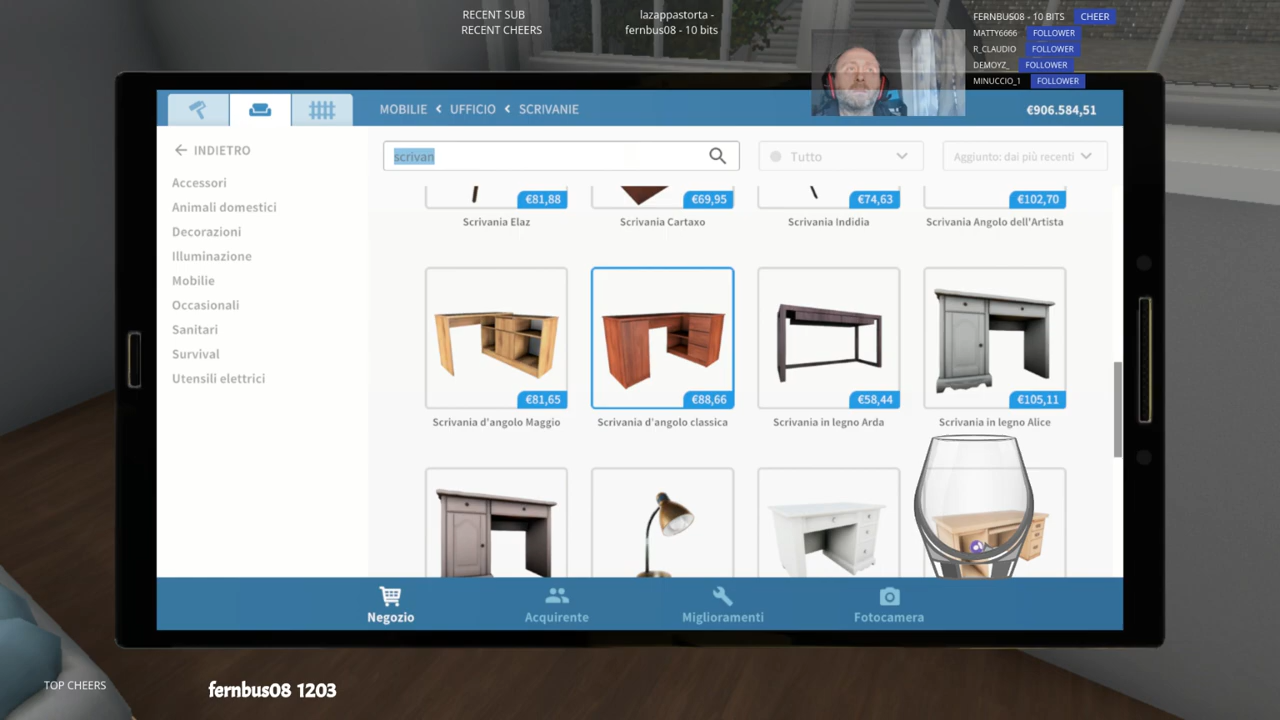 RECENT SUB
lazappastorta -
RECENT CHEERS
fernbus08 - 10 bits
FERNBUS08 - 10 BITS CHEER
MATTY6666 FOLLOWER
R_CLAUDIO FOLLOWER
DEMOYZ_ FOLLOWER
MINUCCIO_1 FOLLOWER
MOBILIE < UFFICIO < SCRIVANIE
€906.584,51
INDIETRO
Accessori
Animali domestici
Decorazioni
Illuminazione
Mobilie
Occasionali
Sanitari
Survival
Utensili elettrici
scrivan
Tutto
Aggiunto: dai più recenti
€81,88
€69,95
€74,63
€102,70
Scrivania Elaz
Scrivania Cartaxo
Scrivania Indidia
Scrivania Angolo dell'Artista
€81,65
€88,66
€58,44
€105,11
Scrivania d'angolo Maggio
Scrivania d'angolo classica
Scrivania in legno Arda
Scrivania in legno Alice
Negozio
Acquirente
Miglioramenti
Fotocamera
TOP CHEERS
fernbus08 1203